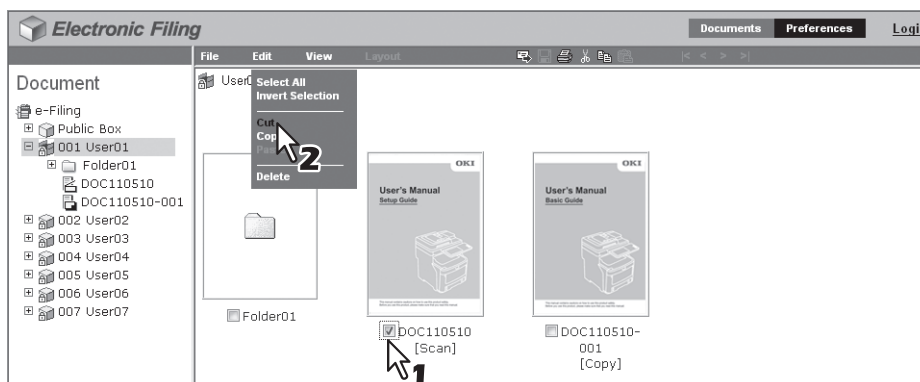 Electronic Filing
Documents Preferences Logi
File Edit View Layout
|< < > >|
Document
e-Filing
Public Box
001 User01
Folder01
DOC110510
DOC110510-001
002 User02
003 User03
004 User04
005 User05
006 User06
007 User07
Select All
Invert Selection
Cut
Delete
2
Folder01
OKI
User's Manual
Setup Guide
DOC110510
[Scan]
1
OKI
User's Manual
Basic Guide
DOC110510-
001
[Copy]